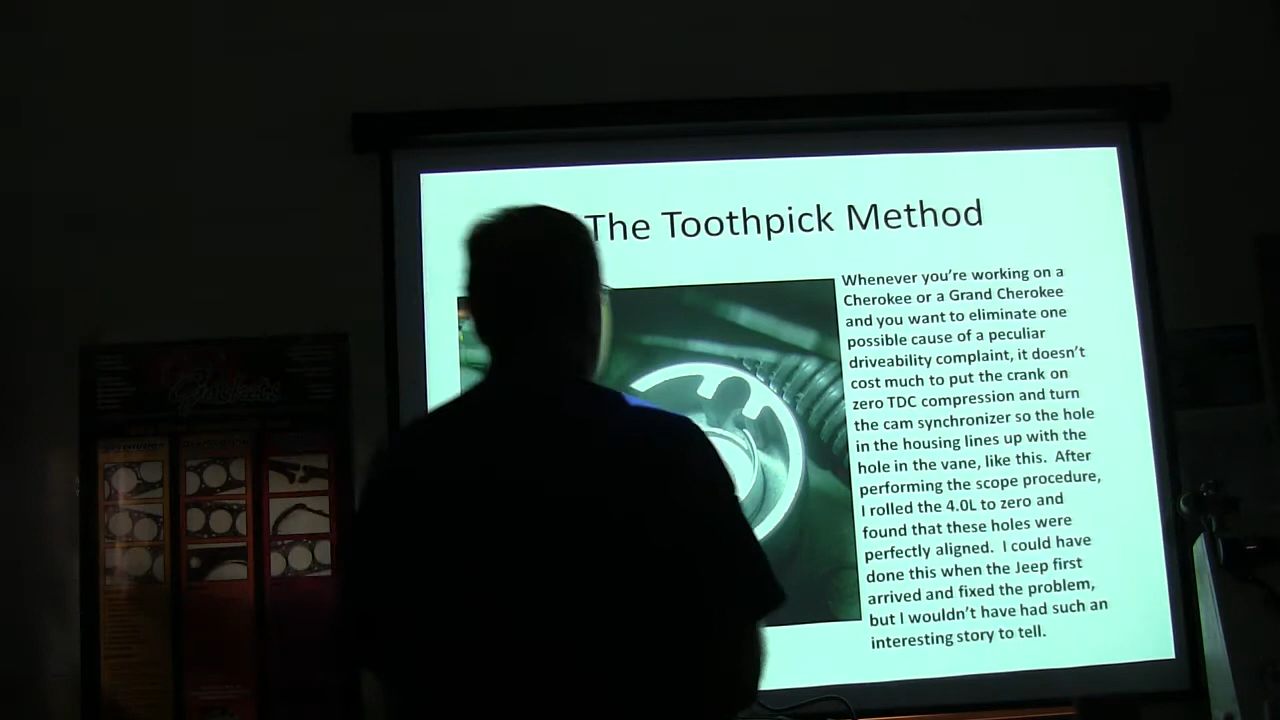 The Toothpick Method
Whenever you're working on a
Cherokee or a Grand Cherokee
and you want to eliminate one
possible cause of a peculiar
driveability complaint, it doesn't
cost much to put the crank on
zero TDC compression and turn
the cam synchronizer so the hole
in the housing lines up with the
hole in the vane, like this.  After
performing the scope procedure,
I rolled the 4.0L to zero and
found that these holes were
perfectly aligned.  I could have
done this when the Jeep first
arrived and fixed the problem,
but I wouldn't have had such an
interesting story to tell.